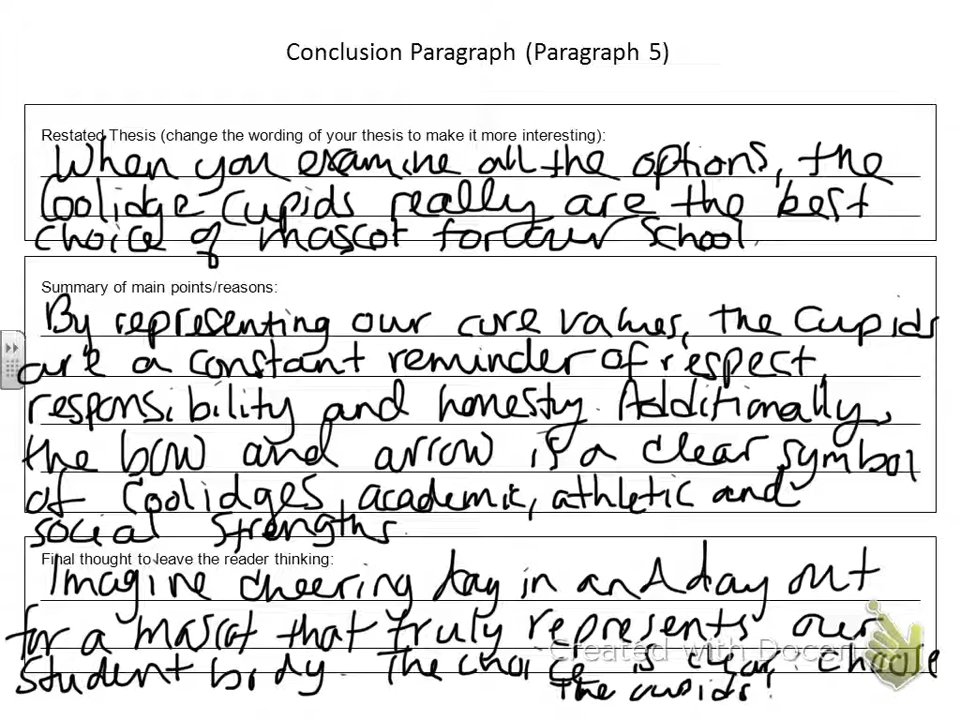 Conclusion Paragraph (Paragraph 5)
Restated Thesis (change the wording of your thesis to make it more interesting):
When you examine all the options, the
Coolidge Cupids really are the best
choice of mascot for our school.
Summary of main points/reasons:
By representing our core values, the Cupids
are a constant reminder of respect,
responsibility and honesty. Additionally,
the bow and arrow is a clear symbol
of Coolidges, academic, athletic and
social strengths.
Final thought to leave the reader thinking:
Imagine cheering day in and day out
for a mascot that truly represents our
student body. The choice is clear, choose
the cupids!
Created with Doceri